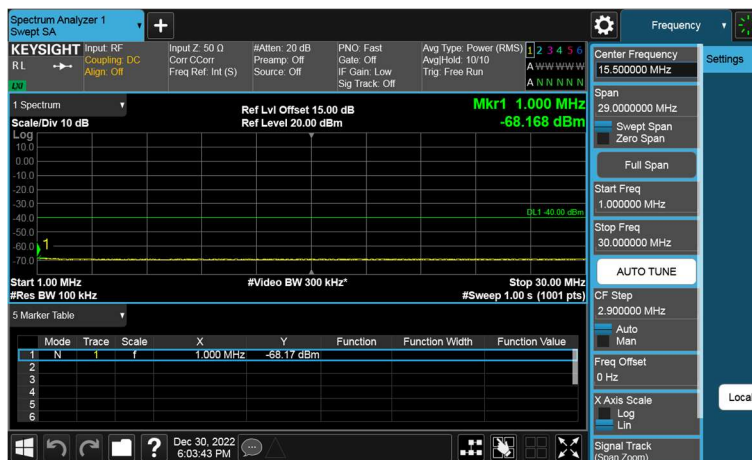 Spectrum Analyzer 1
Swept SA
+
Frequency
KEYSIGHT
RL
LXI
Input: RF
Coupling: DC
Align: Off
Input Z: 50 Ω
Corr CCorr
Freq Ref: Int (S)
#Atten: 20 dB
Preamp: Off
Source: Off
PNO: Fast
Gate: Off
IF Gain: Low
Sig Track: Off
Avg Type: Power (RMS)
Avg|Hold: 10/10
Trig: Free Run
1 2 3 4 5 6
A W W W W W
A N N N N N
1 Spectrum
Scale/Div 10 dB
Ref Lvl Offset 15.00 dB
Ref Level 20.00 dBm
Mkr1 1.000 MHz
-68.168 dBm
Log
10.0
0.00
-10.0
-20.0
-30.0
-40.0
-50.0
-60.0
-70.0
DL1 -40.00 dBm
1
Start 1.00 MHz
#Res BW 100 kHz
#Video BW 300 kHz*
Stop 30.00 MHz
#Sweep 1.00 s (1001 pts)
5 Marker Table
Mode Trace Scale X Y Function Function Width Function Value
1 N 1 f 1.000 MHz -68.17 dBm
2
3
4
5
6
?
Dec 30, 2022
6:03:43 PM
Center Frequency
15.500000 MHz
Span
29.0000000 MHz
Swept Span
Zero Span
Full Span
Start Freq
1.000000 MHz
Stop Freq
30.000000 MHz
AUTO TUNE
CF Step
2.900000 MHz
Auto
Man
Freq Offset
0 Hz
X Axis Scale
Log
Lin
Signal Track
(Span Zoom)
Settings
Local